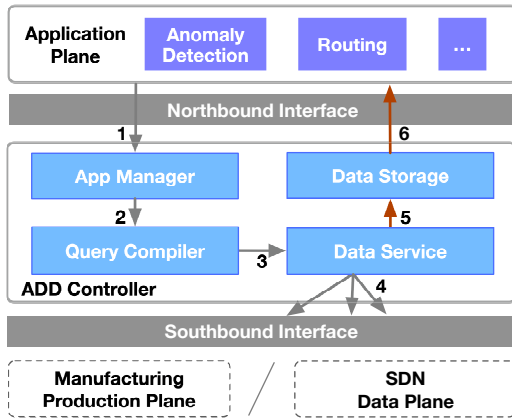 Application
Plane
Anomaly
Detection
Routing
...
Northbound Interface
1
6
App Manager
Data Storage
2
5
Query Compiler
3
Data Service
4
ADD Controller
Southbound Interface
Manufacturing
Production Plane
SDN
Data Plane